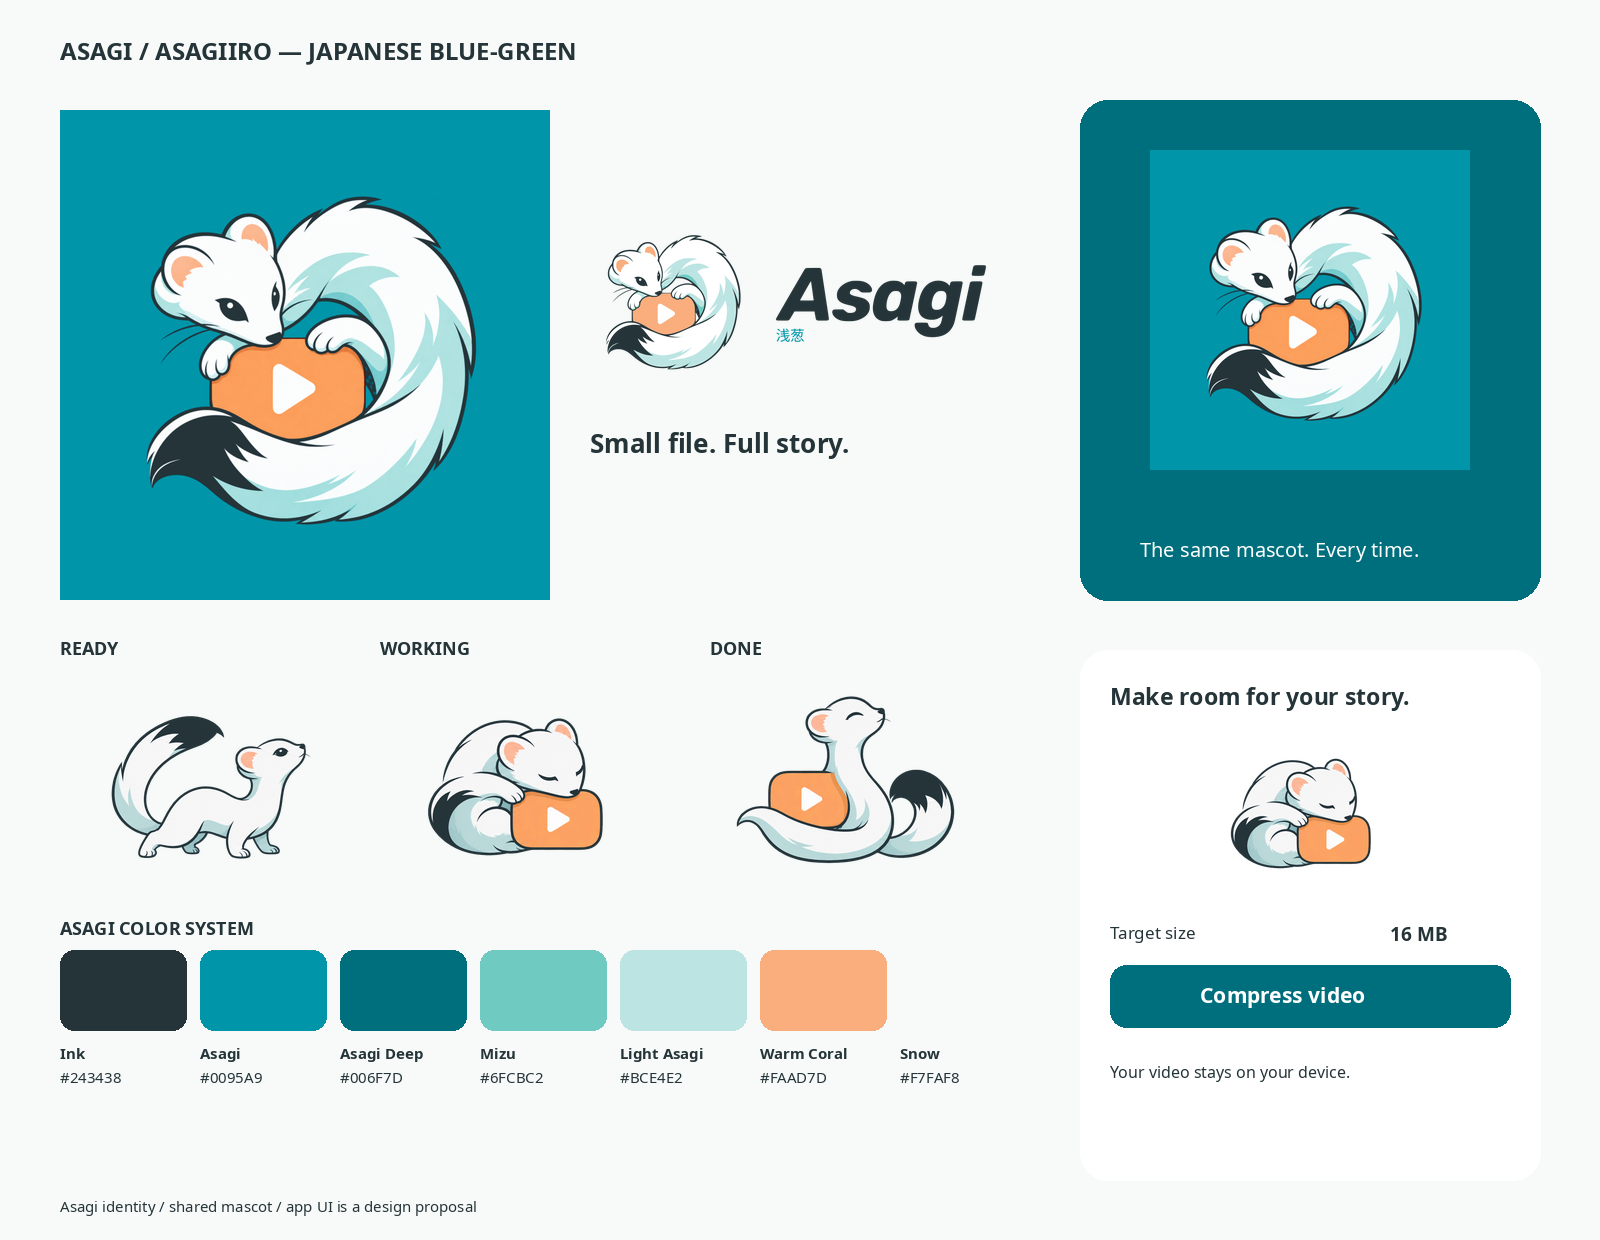 ASAGI / ASAGIIRO — JAPANESE BLUE-GREEN
Asagi
浅葱
Small file. Full story.
The same mascot. Every time.
READY
WORKING
DONE
Make room for your story.
Target size
16 MB
Compress video
Your video stays on your device.
ASAGI COLOR SYSTEM
Ink
#243438
Asagi
#0095A9
Asagi Deep
#006F7D
Mizu
#6FCBC2
Light Asagi
#BCE4E2
Warm Coral
#FAAD7D
Snow
#F7FAF8
Asagi identity / shared mascot / app UI is a design proposal